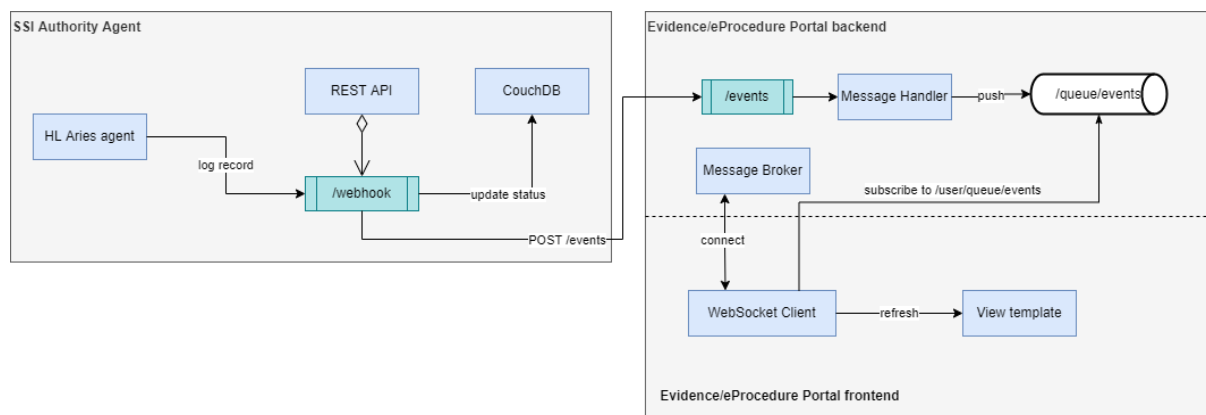 SSI Authority Agent
REST API
CouchDB
HL Aries agent
log record
/webhook
update status
POST /events
Evidence/eProcedure Portal backend
/events
Message Handler
push
/queue/events
Message Broker
subscribe to /user/queue/events
connect
WebSocket Client
refresh
View template
Evidence/eProcedure Portal frontend